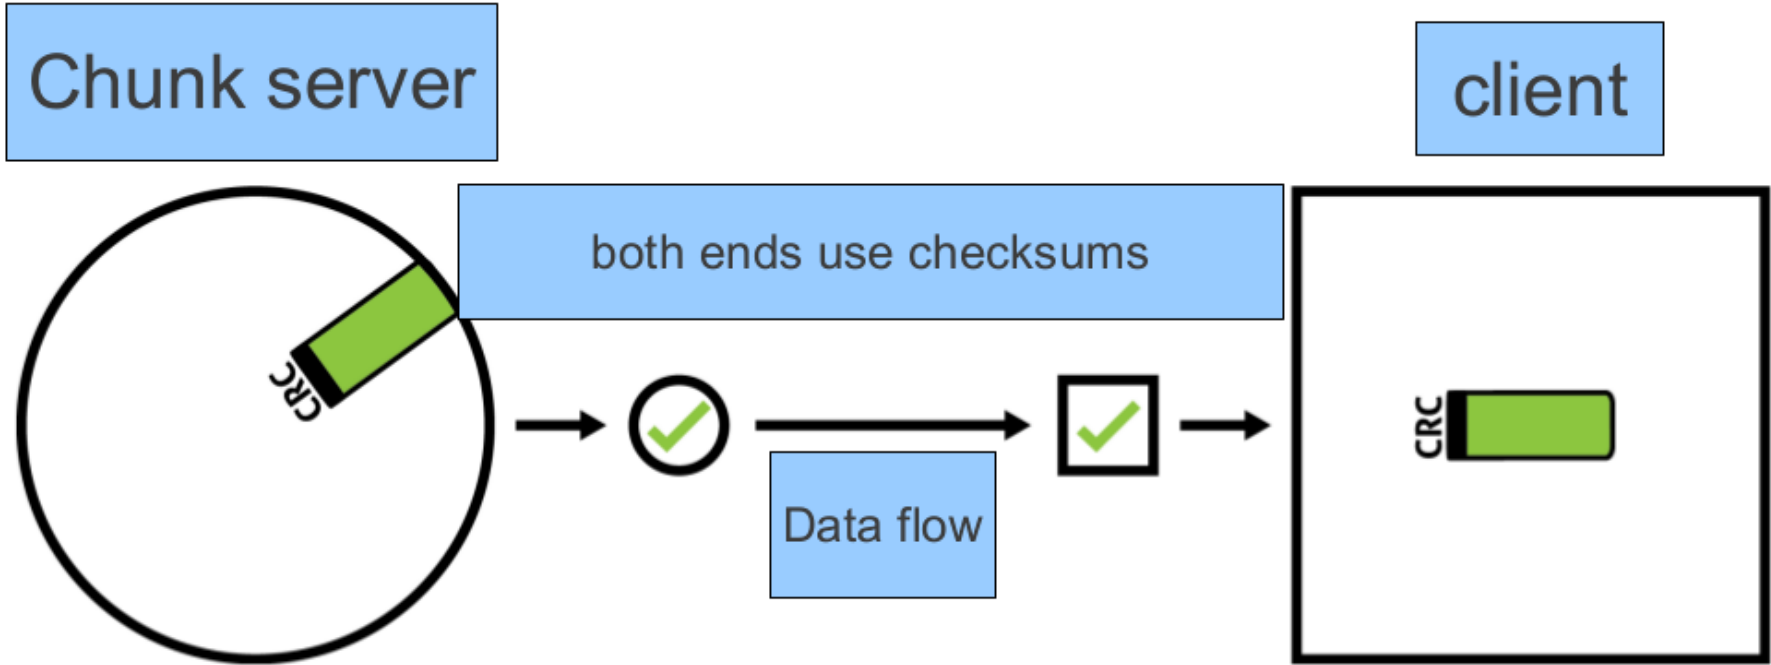 Chunk server
client
both ends use checksums
CRC
CRC
Data flow